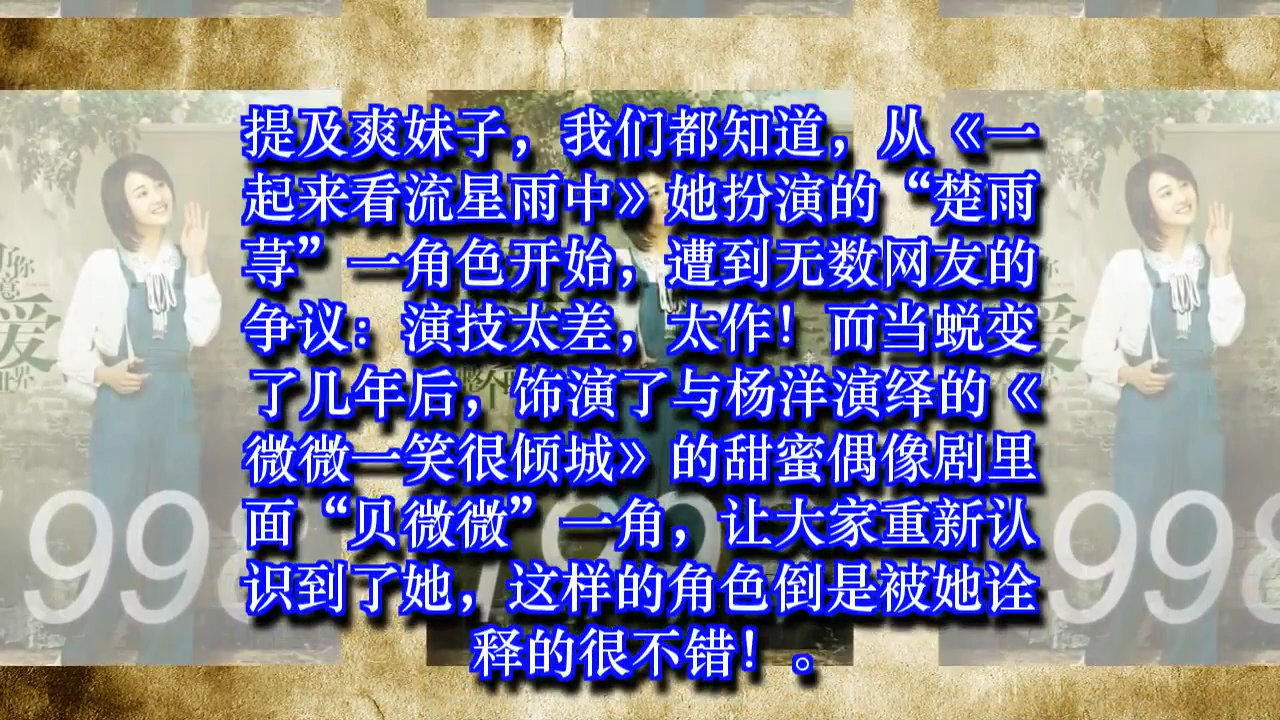 提及爽妹子，我们都知道，从《一
起来看流星雨中》她扮演的“楚雨
荨”一角色开始，遭到无数网友的
争议：演技太差，太作！而当蜕变
了几年后，饰演了与杨洋演绎的《
微微一笑很倾城》的甜蜜偶像剧里
面“贝微微”一角，让大家重新认
识到了她，这样的角色倒是被她诠
释的很不错！。
爱
998
998